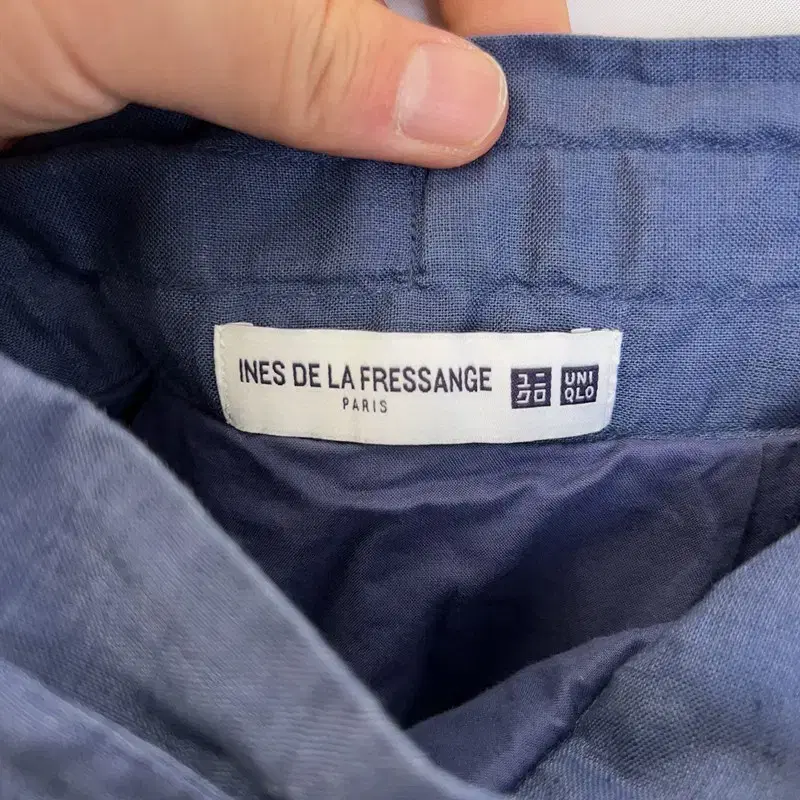 INES DE LA FRESSANGE
PARIS
ユニ
クロ
UNI
QLO